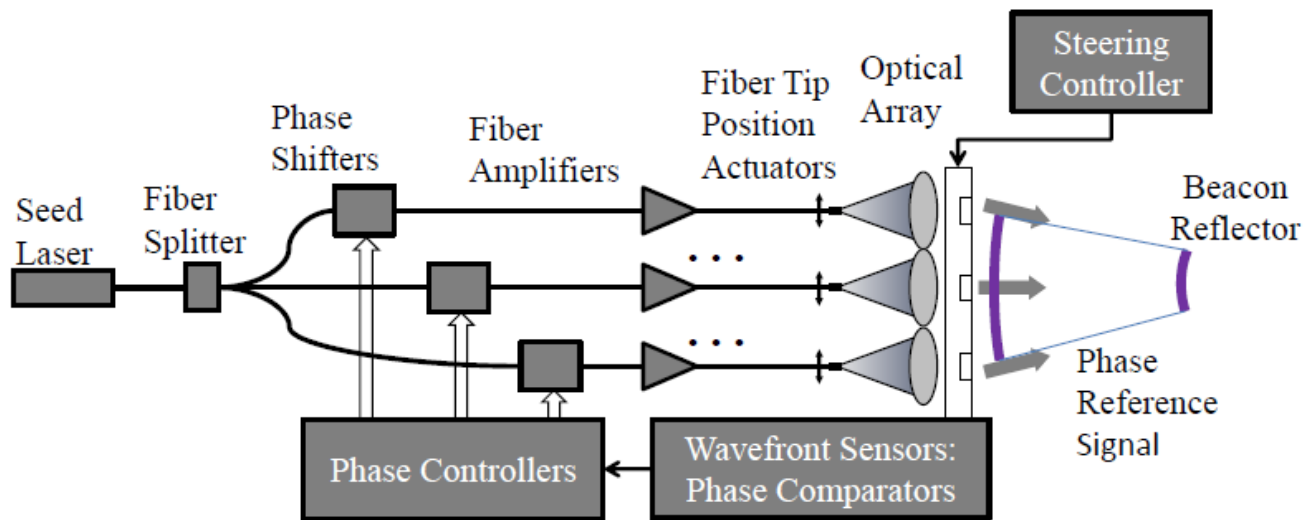 Steering
Controller
Optical
Array
Fiber Tip
Position
Actuators
Phase
Shifters
Fiber
Amplifiers
Beacon
Reflector
Seed
Laser
Fiber
Splitter
. . .
. . .
Phase
Reference
Signal
Phase Controllers
Wavefront Sensors:
Phase Comparators